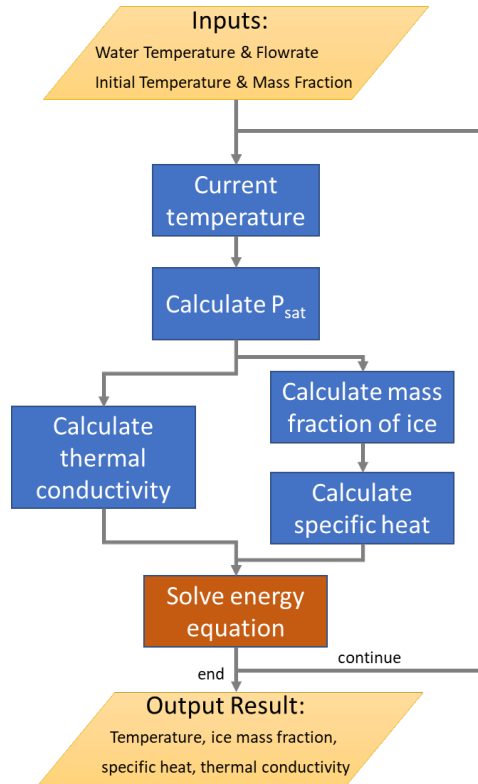 Inputs:
Water Temperature & Flowrate
Initial Temperature & Mass Fraction
Current
temperature
Calculate Psat
Calculate mass
fraction of ice
Calculate
thermal
conductivity
Calculate
specific heat
Solve energy
equation
continue
end
Output Result:
Temperature, ice mass fraction,
specific heat, thermal conductivity